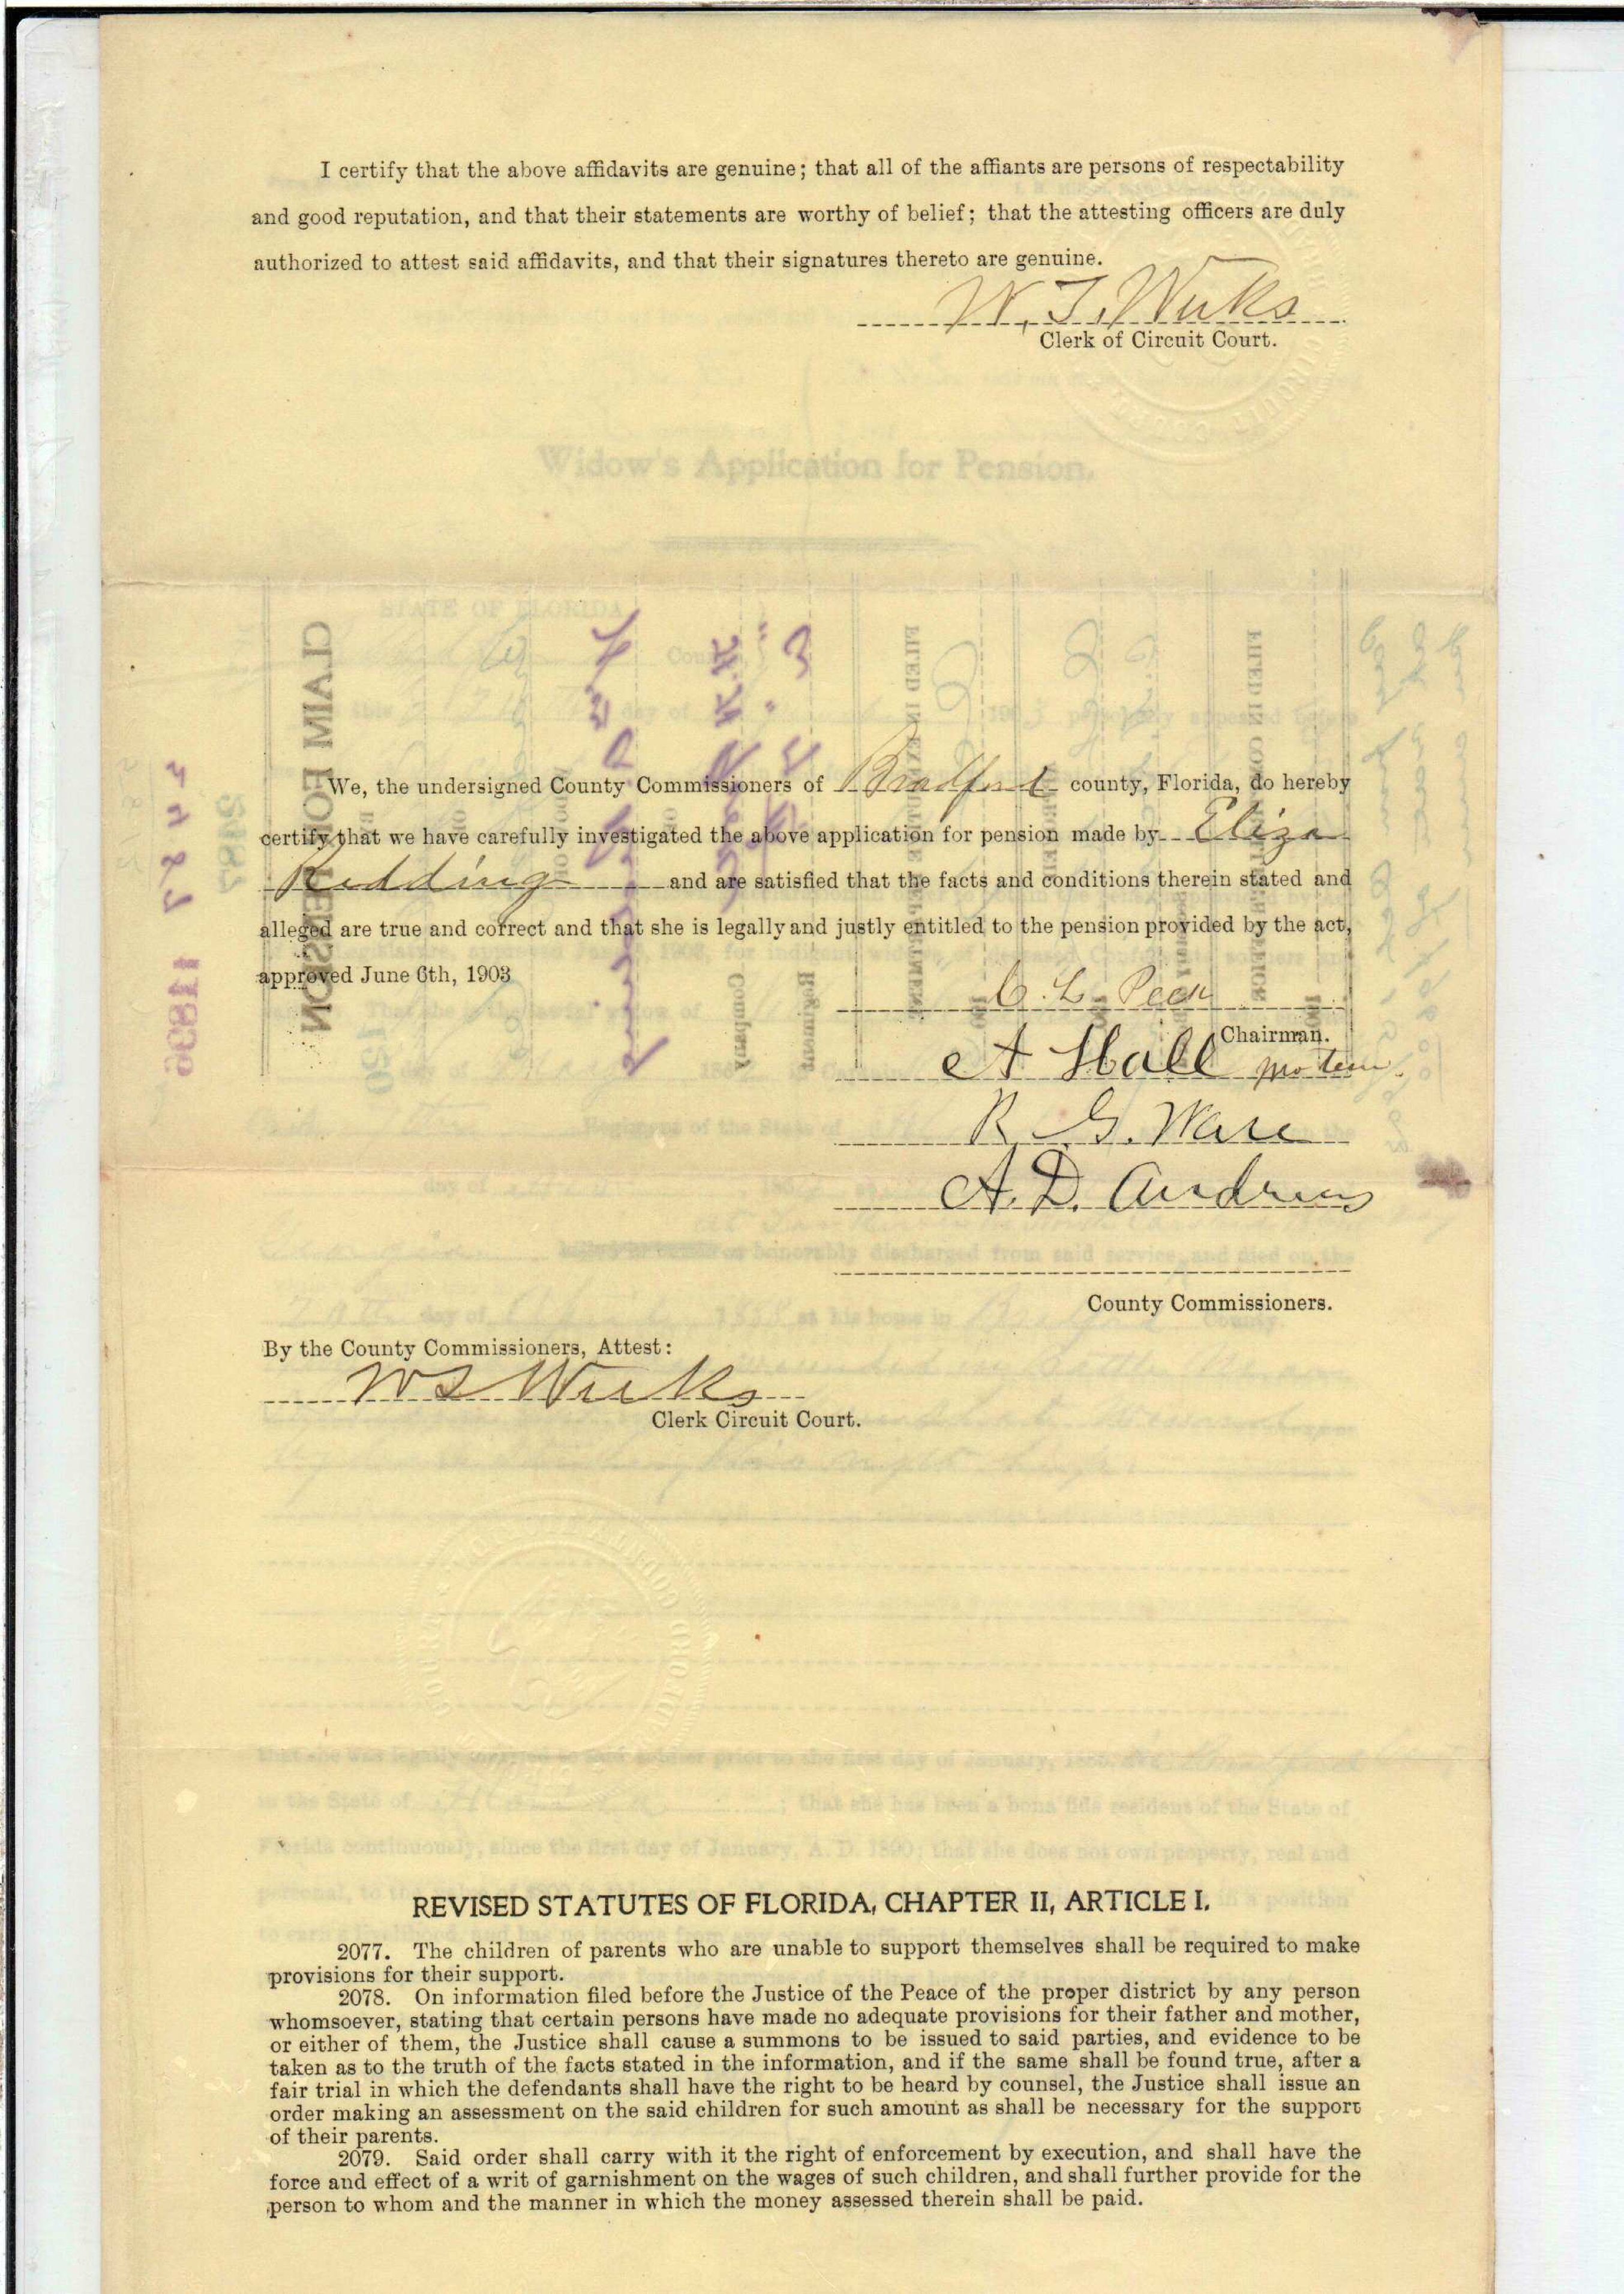 I certify that the above affidavits are genuine; that all of the affiants are persons of respectability
and good reputation, and that their statements are worthy of belief; that the attesting officers are duly
authorized to attest said affidavits, and that their signatures thereto are genuine.
W. T. Weeks
Clerk of Circuit Court.
Widow's Application for Pension.
STATE OF FLORIDA
We, the undersigned County Commissioners of Bradford county, Florida, do hereby
certify that we have carefully investigated the above application for pension made by Eliza
Redding and are satisfied that the facts and conditions therein stated and
alleged are true and correct and that she is legally and justly entitled to the pension provided by the act,
approved June 6th, 1903
C. L. Peek
Chairman.
A Hall pro tem.
R. G. Ware
A. D. Andrews
County Commissioners.
By the County Commissioners, Attest:
W T Weeks
Clerk Circuit Court.
REVISED STATUTES OF FLORIDA, CHAPTER II, ARTICLE I.
2077. The children of parents who are unable to support themselves shall be required to make
provisions for their support.
2078. On information filed before the Justice of the Peace of the proper district by any person
whomsoever, stating that certain persons have made no adequate provisions for their father and mother,
or either of them, the Justice shall cause a summons to be issued to said parties, and evidence to be
taken as to the truth of the facts stated in the information, and if the same shall be found true, after a
fair trial in which the defendants shall have the right to be heard by counsel, the Justice shall issue an
order making an assessment on the said children for such amount as shall be necessary for the support
of their parents.
2079. Said order shall carry with it the right of enforcement by execution, and shall have the
force and effect of a writ of garnishment on the wages of such children, and shall further provide for the
person to whom and the manner in which the money assessed therein shall be paid.